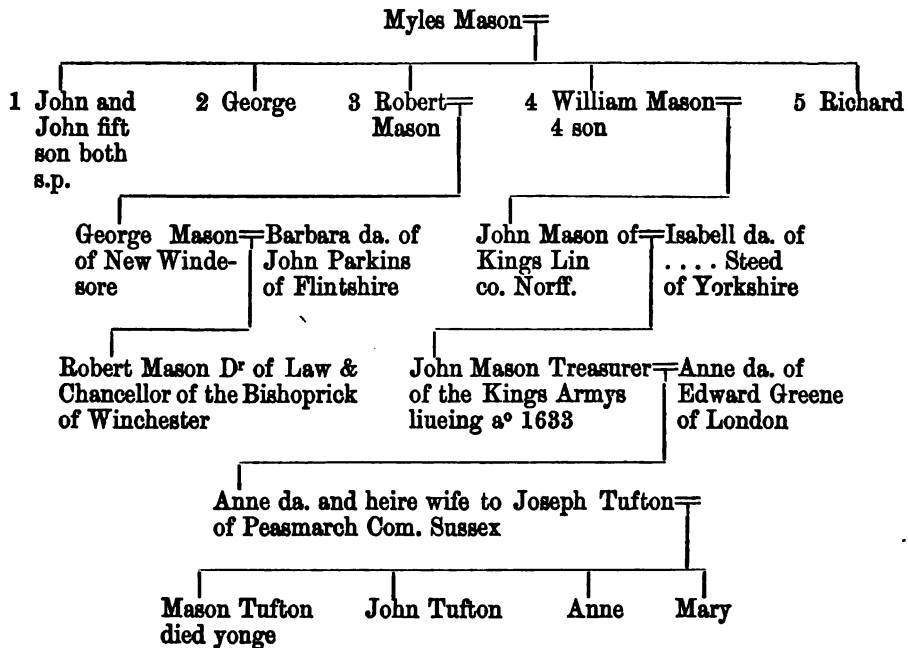 Myles Mason
1 John and John fift son both s.p.
2 George
3 Robert Mason
4 William Mason 4 son
5 Richard
George Mason of New Winde-sore
Barbara da. of John Parkins of Flintshire
John Mason of Kings Lin co. Norff.
Isabell da. of .... Steed of Yorkshire
Robert Mason Dr of Law & Chancellor of the Bishoprick of Winchester
John Mason Treasurer of the Kings Armys liueing ao 1633
Anne da. of Edward Greene of London
Anne da. and heire wife to Joseph Tufton of Peasmarch Com. Sussex
Mason Tufton died yonge
John Tufton
Anne
Mary